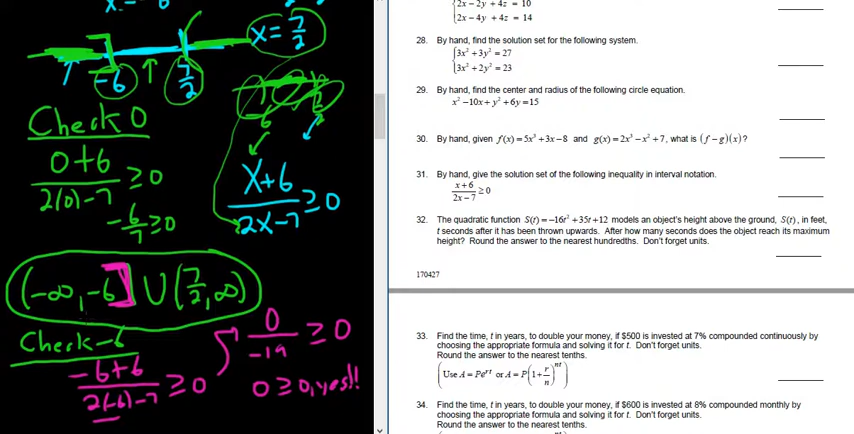 x = -6
x = 7/2
-6
7/2
Check 0
0+6
2(0)-7 ≥ 0
-6/7 ≥ 0
x+6
2x-7 ≥ 0
(-∞, -6] U (7/2, ∞)
Check -6
-6+6
2(-6)-7 ≥ 0
0
-19 ≥ 0
0 ≥ 0, yes!!
2x - 2y + 4z = 10
2x - 4y + 4z = 14
28. By hand, find the solution set for the following system.
3x² + 3y² = 27
3x² + 2y² = 23
29. By hand, find the center and radius of the following circle equation.
x² - 10x + y² + 6y = 15
30. By hand, given f(x) = 5x³ + 3x - 8 and g(x) = 2x³ - x² + 7, what is (f - g)(x)?
31. By hand, give the solution set of the following inequality in interval notation.
x+6
2x-7 ≥ 0
32. The quadratic function S(t) = -16t² + 35t + 12 models an object's height above the ground, S(t), in feet,
t seconds after it has been thrown upwards. After how many seconds does the object reach its maximum
height? Round the answer to the nearest hundredths. Don't forget units.
170427
33. Find the time, t in years, to double your money, if $500 is invested at 7% compounded continuously by
choosing the appropriate formula and solving it for t. Don't forget units.
Round the answer to the nearest tenths.
(Use A = Pe^rt or A = P(1 + r/n)^nt)
34. Find the time, t in years, to double your money, if $600 is invested at 8% compounded monthly by
choosing the appropriate formula and solving it for t. Don't forget units.
Round the answer to the nearest tenths.